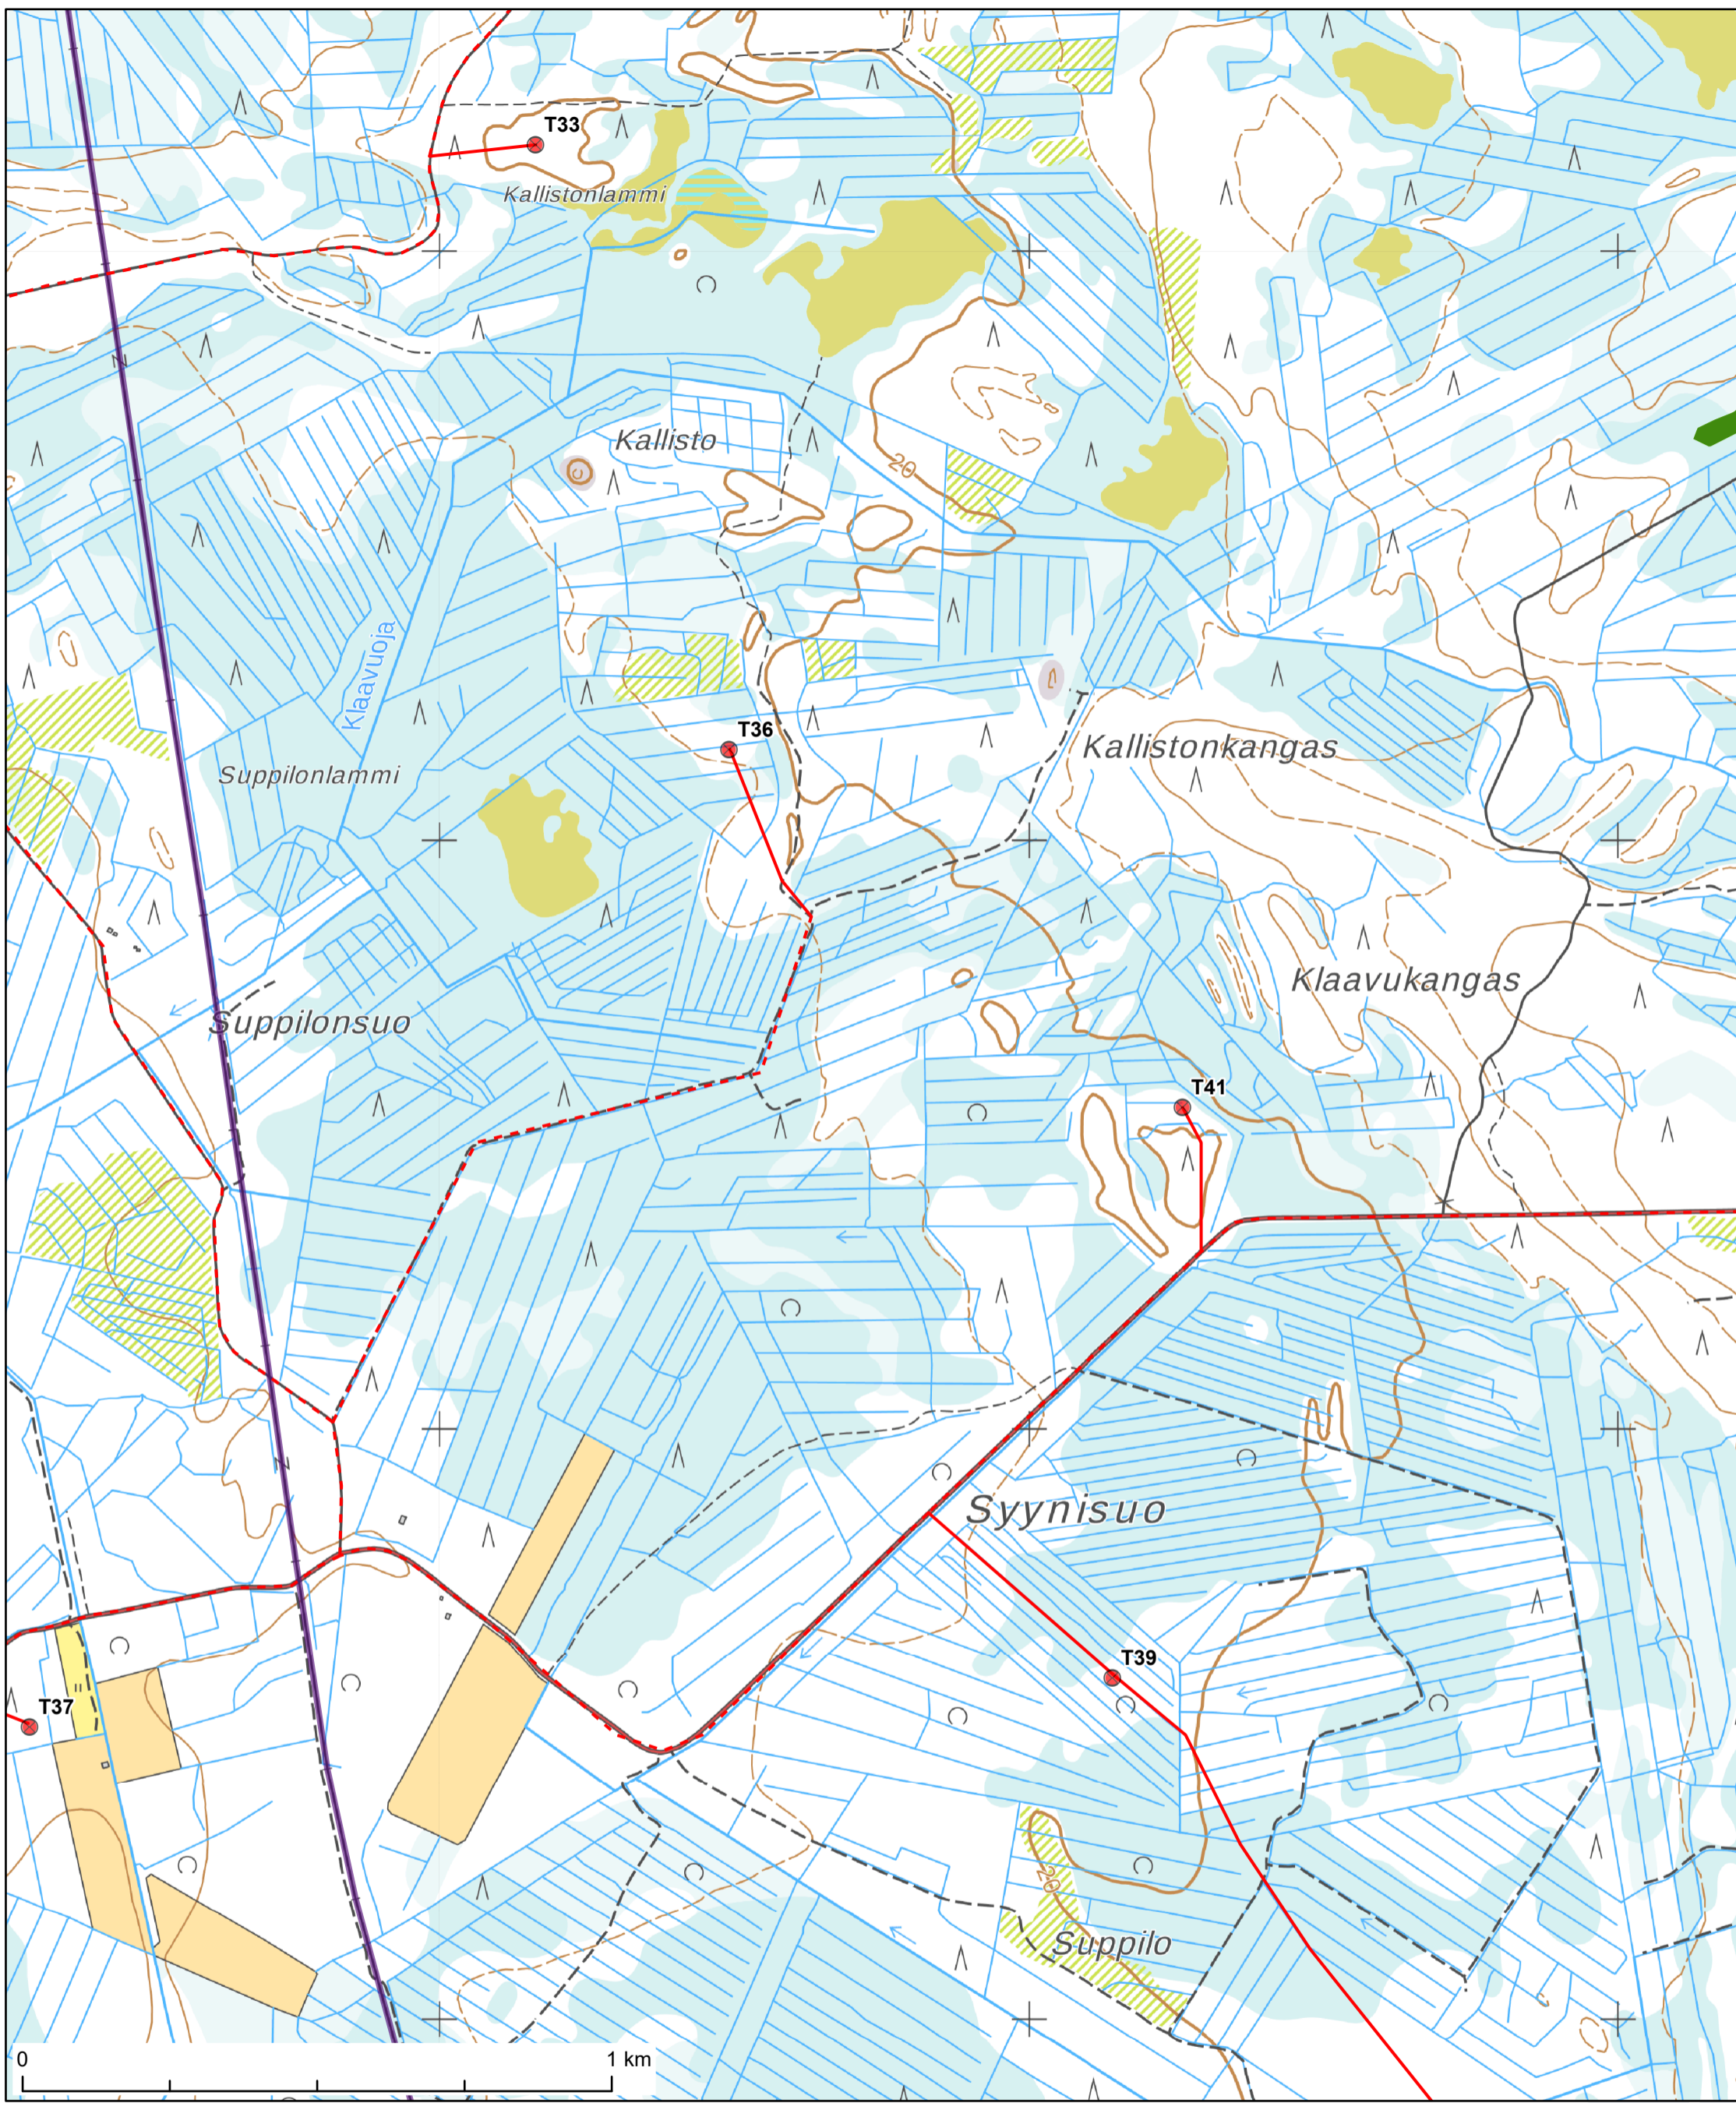 T33
Kallistonlammi
Kallisto
20
Klaavuoja
T36
Kallistonkangas
Suppilonlammi
Klaavukangas
Suppilonsuo
T41
Syynisuo
T39
T37
20
Suppilo
0 1 km